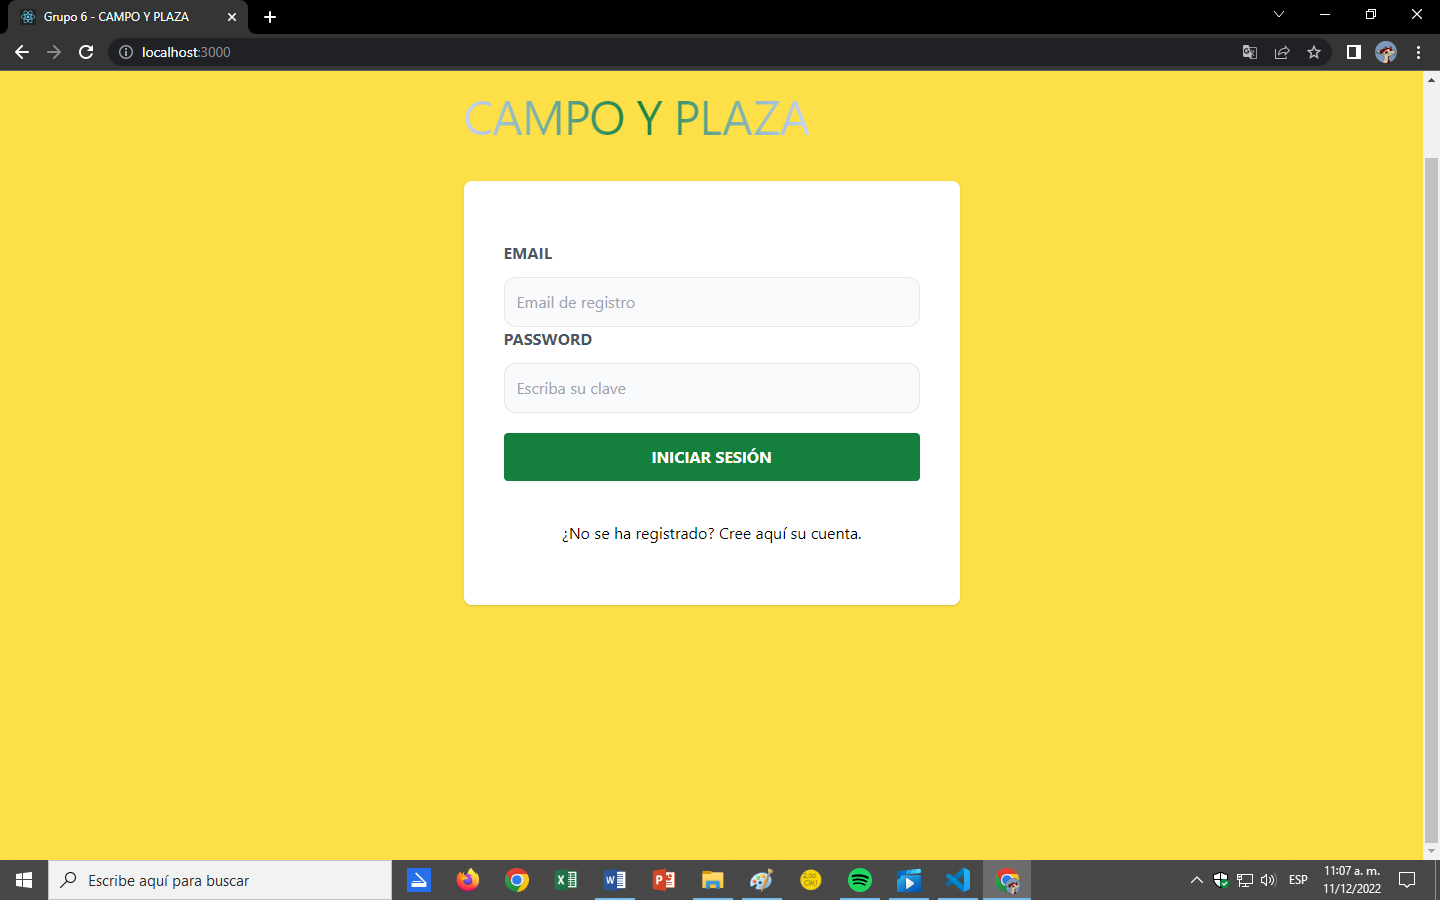 Grupo 6 - CAMPO Y PLAZA
localhost:3000
CAMPO Y PLAZA
EMAIL
Email de registro
PASSWORD
Escriba su clave
INICIAR SESIÓN
¿No se ha registrado? Cree aquí su cuenta.
Escribe aquí para buscar
ESP
11:07 a. m.
11/12/2022